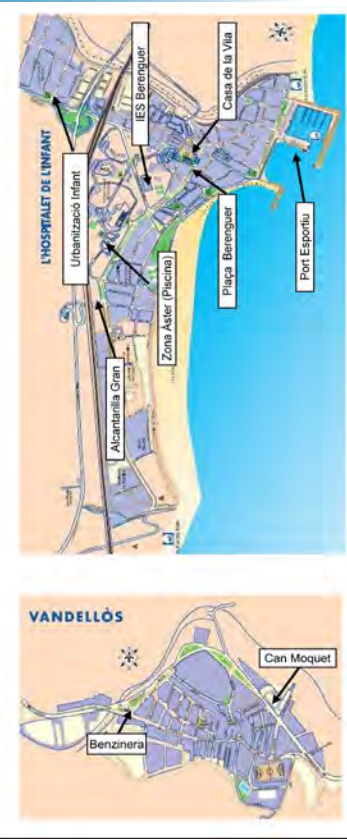 L'HOSPITALET DE L'INFANT
Urbanització Infant
IES Berenguer
Casa de la Vila
Alcantarilla Gran
Zona Àster (Piscina)
Plaça Berenguer
Port Esportiu
VANDELLÒS
Benzinera
Can Moquet